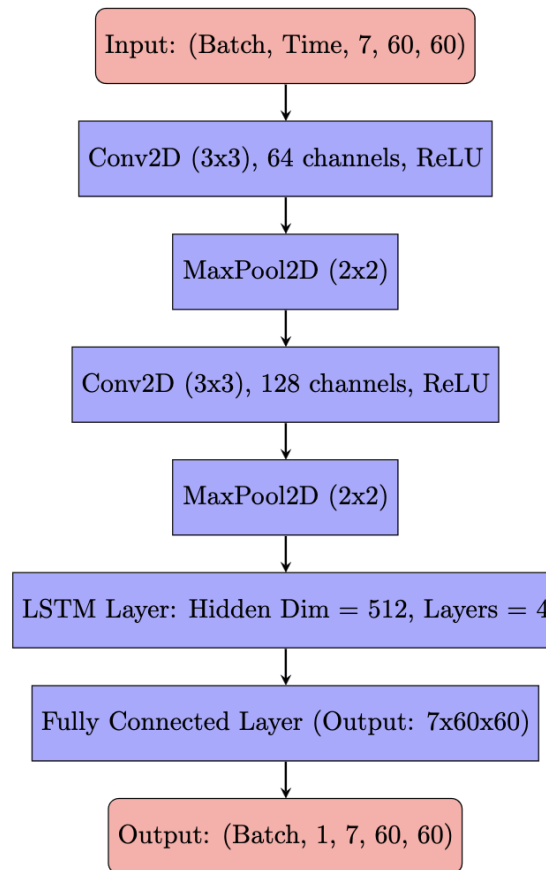 Input: (Batch, Time, 7, 60, 60)
Conv2D (3x3), 64 channels, ReLU
MaxPool2D (2x2)
Conv2D (3x3), 128 channels, ReLU
MaxPool2D (2x2)
LSTM Layer: Hidden Dim = 512, Layers = 4
Fully Connected Layer (Output: 7x60x60)
Output: (Batch, 1, 7, 60, 60)